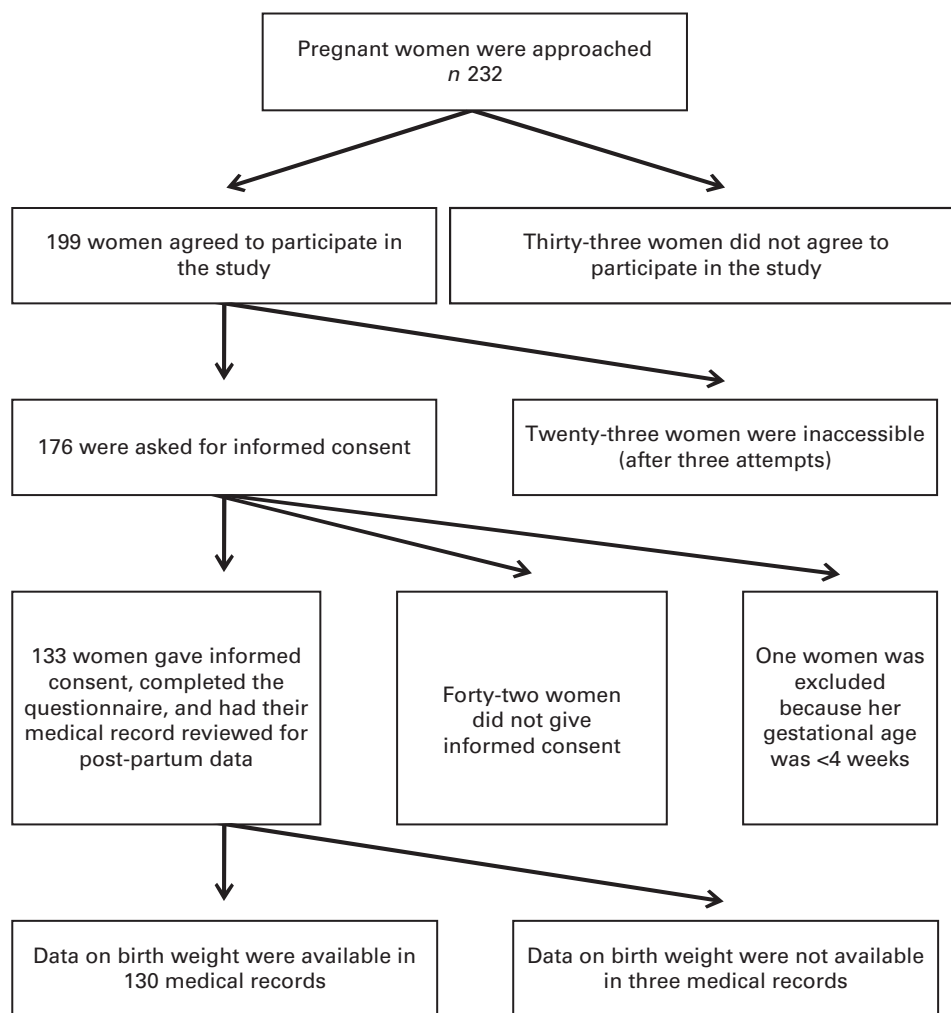 Pregnant women were approached
n 232
199 women agreed to participate in
the study
Thirty-three women did not agree to
participate in the study
176 were asked for informed consent
Twenty-three women were inaccessible
(after three attempts)
133 women gave informed
consent, completed the
questionnaire, and had their
medical record reviewed for
post-partum data
Forty-two women
did not give
informed consent
One women was
excluded
because her
gestational age
was <4 weeks
Data on birth weight were available in
130 medical records
Data on birth weight were not available
in three medical records